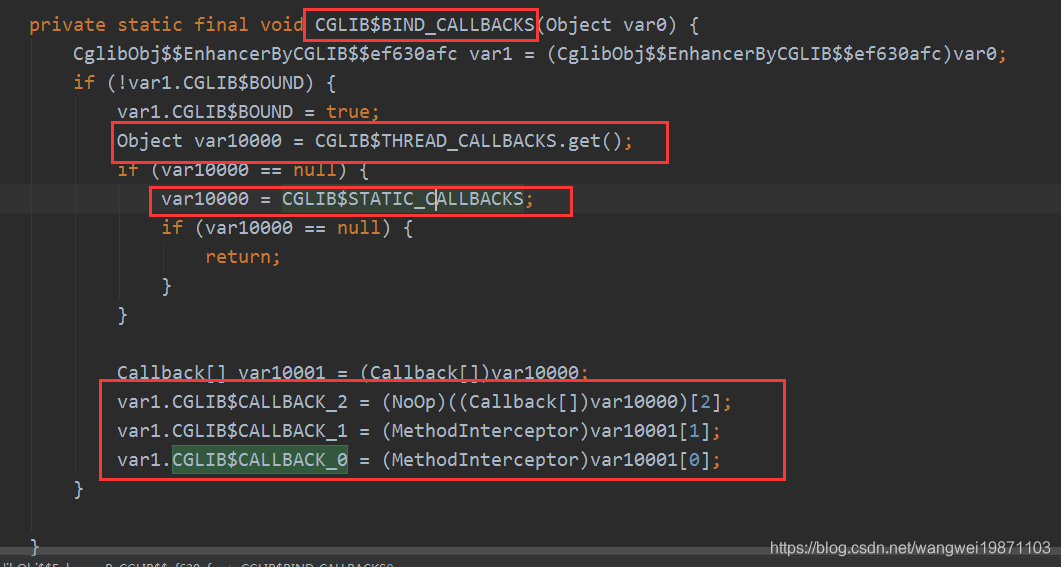 private static final void CGLIB$BIND_CALLBACKS(Object var0) {
CglibObj$$EnhancerByCGLIB$$ef630afc var1 = (CglibObj$$EnhancerByCGLIB$$ef630afc)var0;
if (!var1.CGLIB$BOUND) {
var1.CGLIB$BOUND = true;
Object var10000 = CGLIB$THREAD_CALLBACKS.get();
if (var10000 == null) {
var10000 = CGLIB$STATIC_CALLBACKS;
if (var10000 == null) {
return;
}
}
Callback[] var10001 = (Callback[])var10000;
var1.CGLIB$CALLBACK_2 = (NoOp)((Callback[])var10000)[2];
var1.CGLIB$CALLBACK_1 = (MethodInterceptor)var10001[1];
var1.CGLIB$CALLBACK_0 = (MethodInterceptor)var10001[0];
}
}
https://blog.csdn.net/wangwei19871103